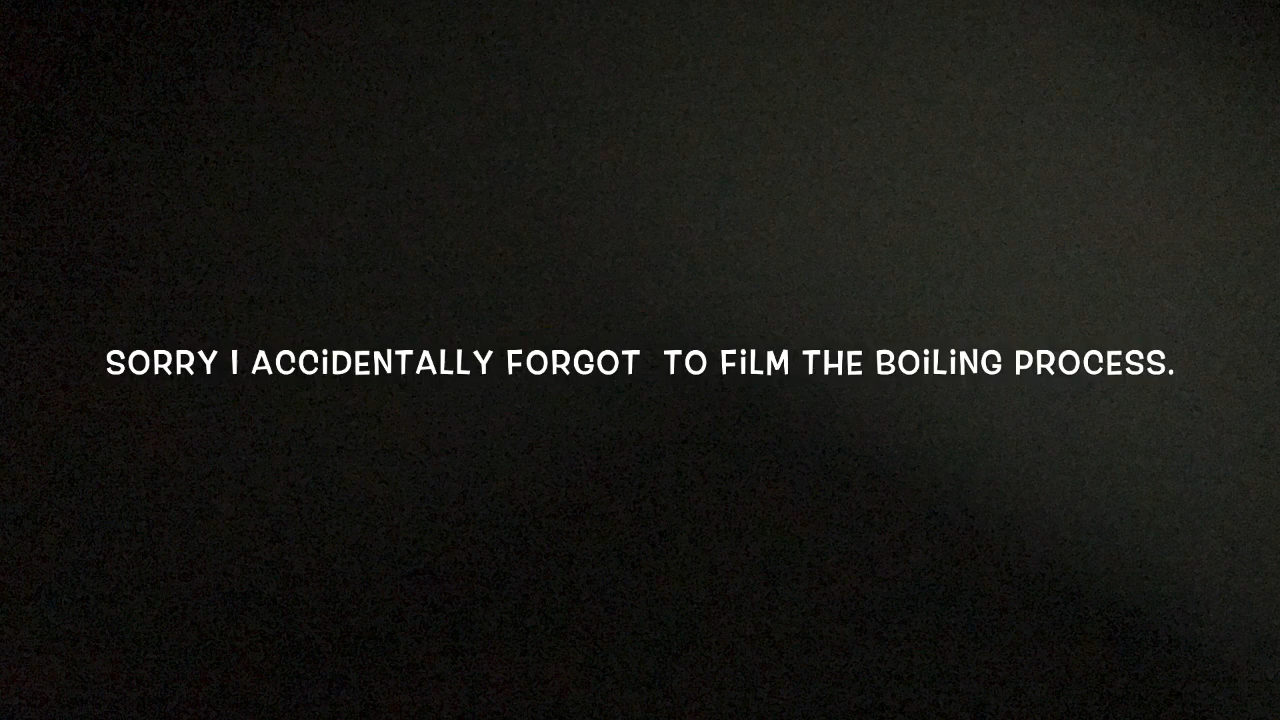 SORRY I ACCiDENTALLY FORGOT  TO FiLM THE BOiLiNG PROCESS.